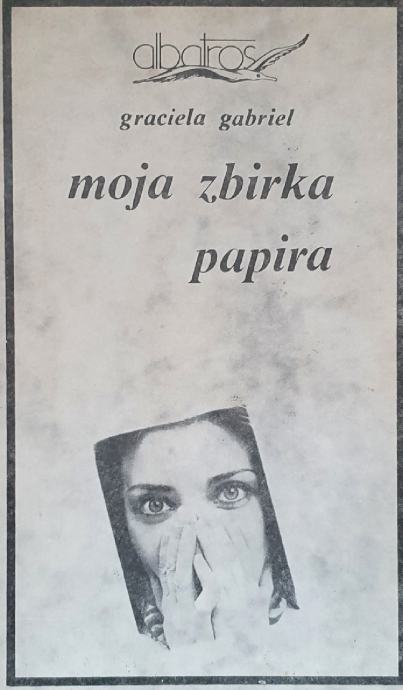 albatros
graciela gabriel
moja zbirka
papira